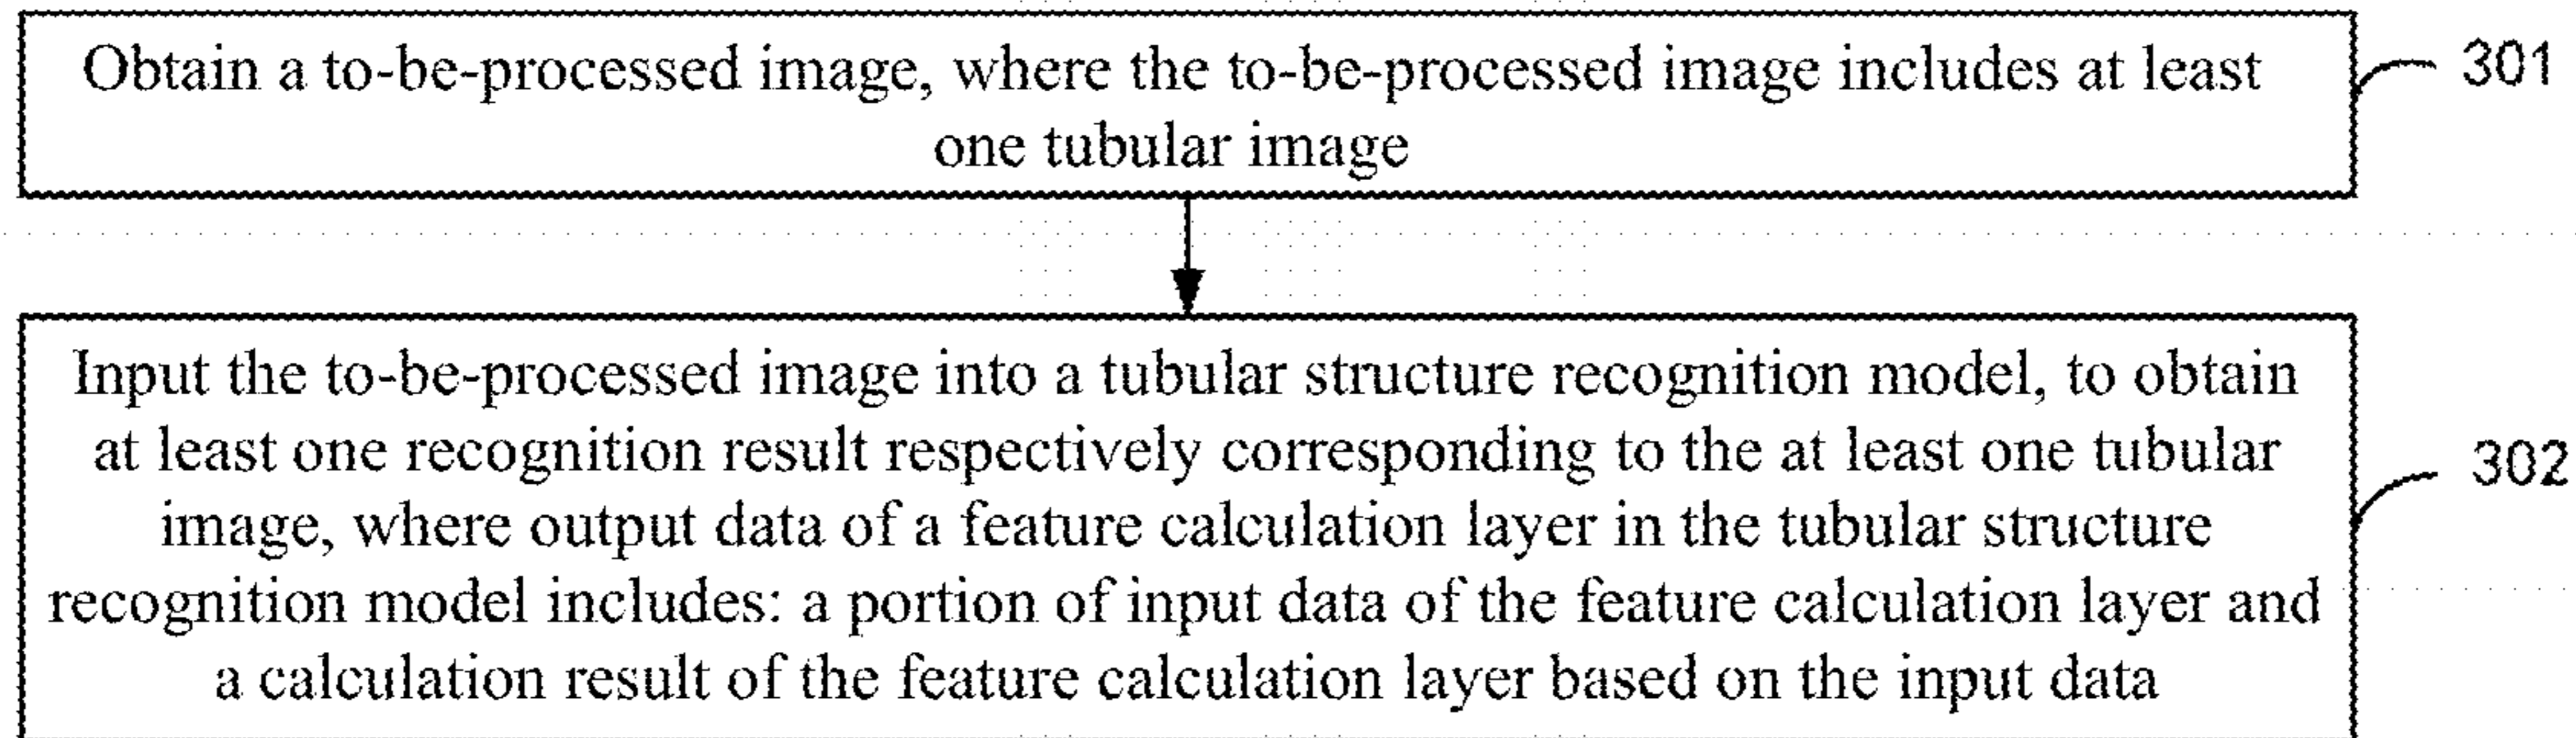 Obtain a to-be-processed image, where the to-be-processed image includes at least
one tubular image
301
Input the to-be-processed image into a tubular structure recognition model, to obtain
at least one recognition result respectively corresponding to the at least one tubular
image, where output data of a feature calculation layer in the tubular structure
recognition model includes: a portion of input data of the feature calculation layer and
a calculation result of the feature calculation layer based on the input data
302